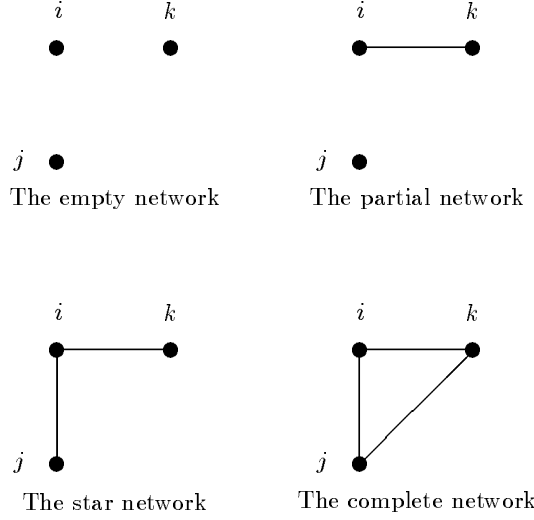 i k i k
j j
The empty network The partial network
i k i k
j j
The star network The complete network